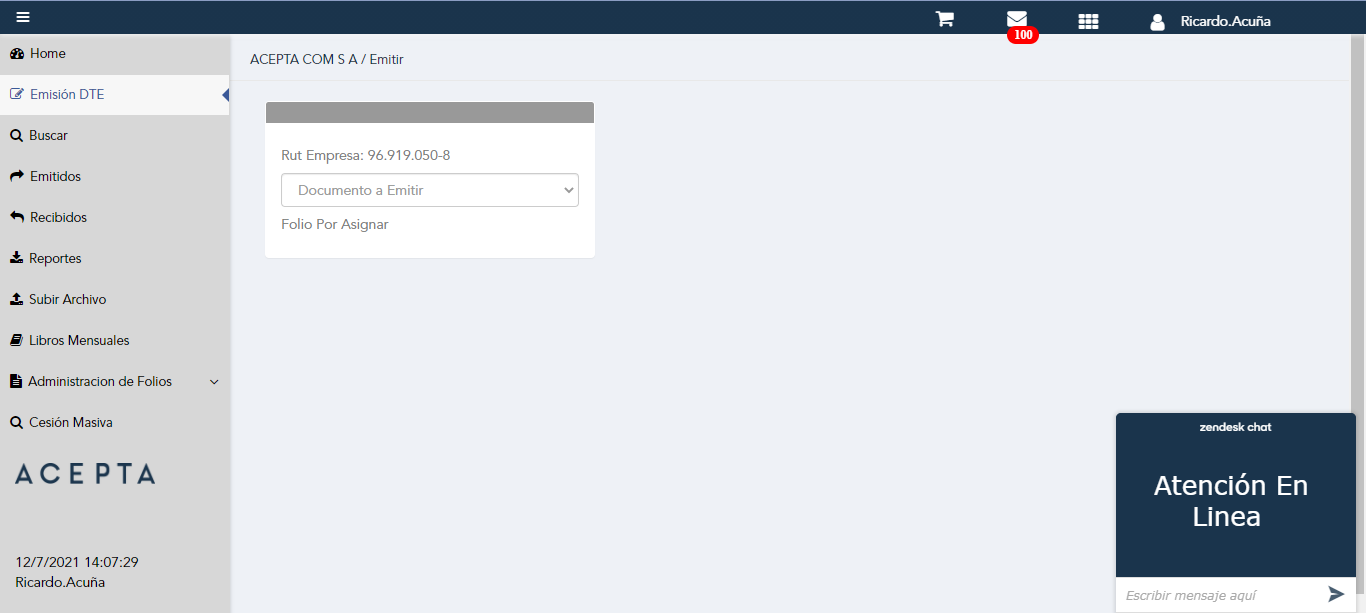 Ricardo.Acuña
100
Home
Emisión DTE
Buscar
Emitidos
Recibidos
Reportes
Subir Archivo
Libros Mensuales
Administracion de Folios
Cesión Masiva
ACEPTA
12/7/2021 14:07:29
Ricardo.Acuña
ACEPTA COM S A / Emitir
Rut Empresa: 96.919.050-8
Documento a Emitir
Folio Por Asignar
zendesk chat
Atención En
Linea
Escribir mensaje aquí